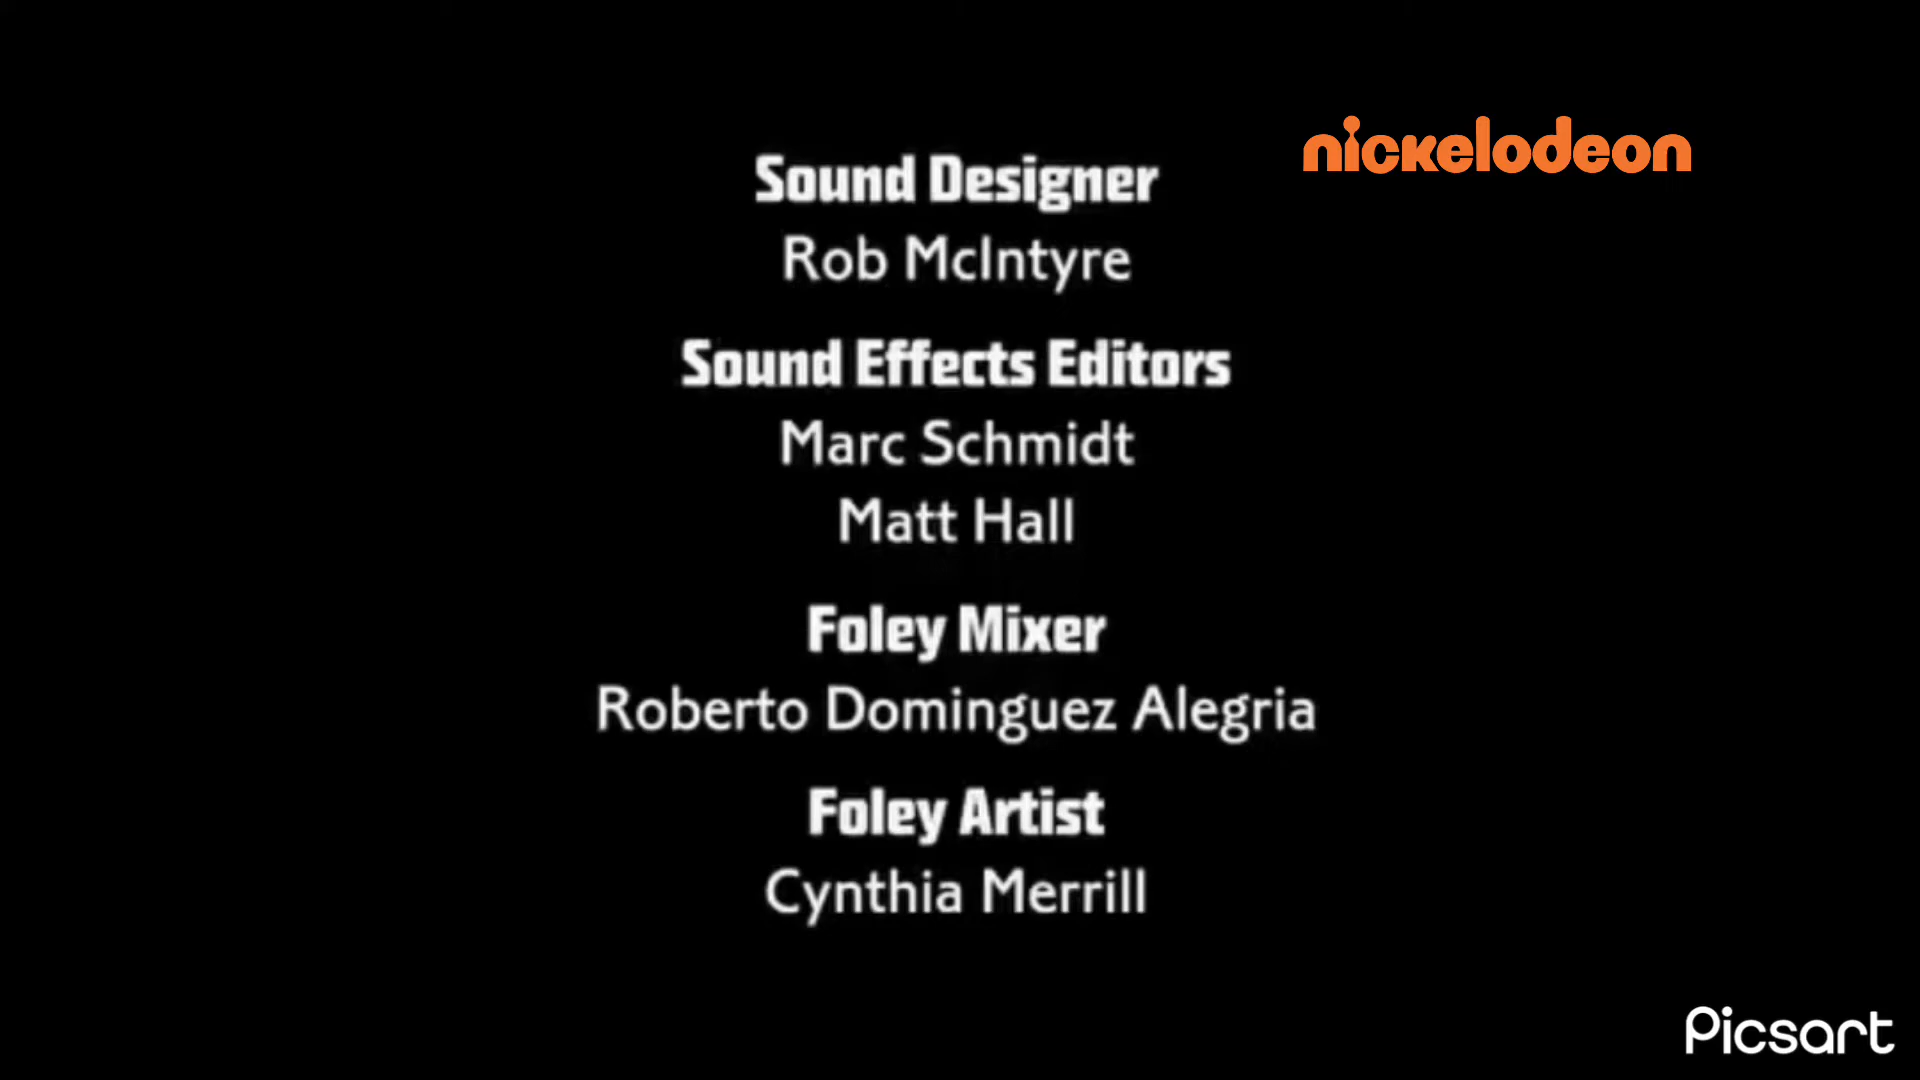 nickelodeon
Sound Designer
Rob McIntyre
Sound Effects Editors
Marc Schmidt
Matt Hall
Foley Mixer
Roberto Dominguez Alegria
Foley Artist
Cynthia Merrill
Picsart